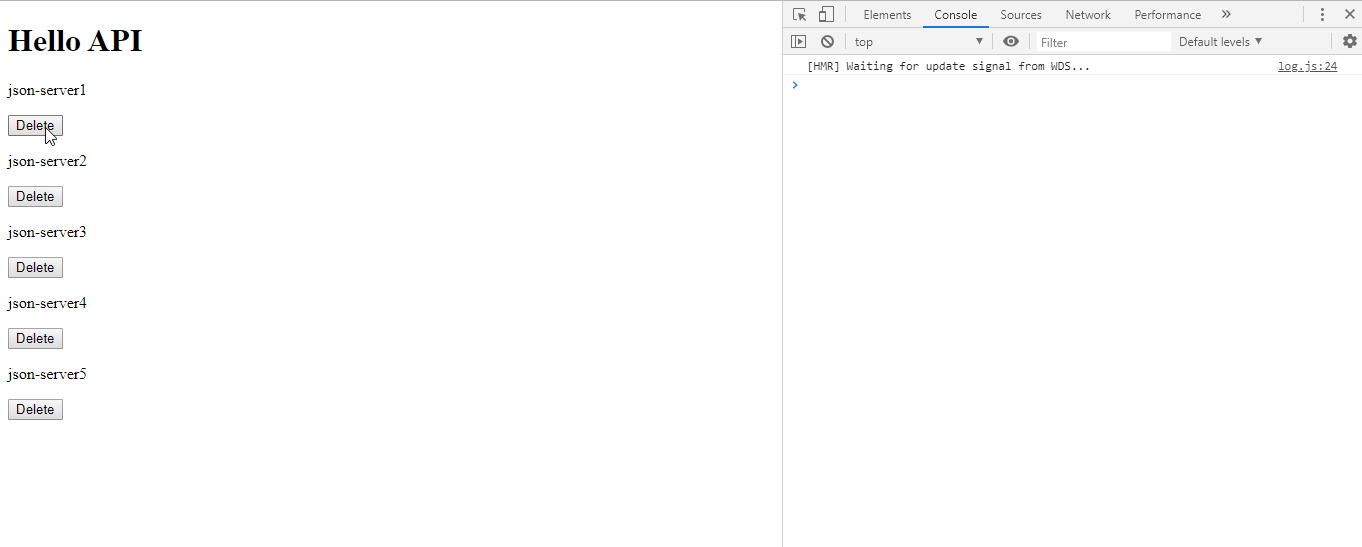 Hello API
json-server1
Delete
json-server2
Delete
json-server3
Delete
json-server4
Delete
json-server5
Delete
Elements Console Sources Network Performance »
top Filter Default levels
[HMR] Waiting for update signal from WDS... log.js:24